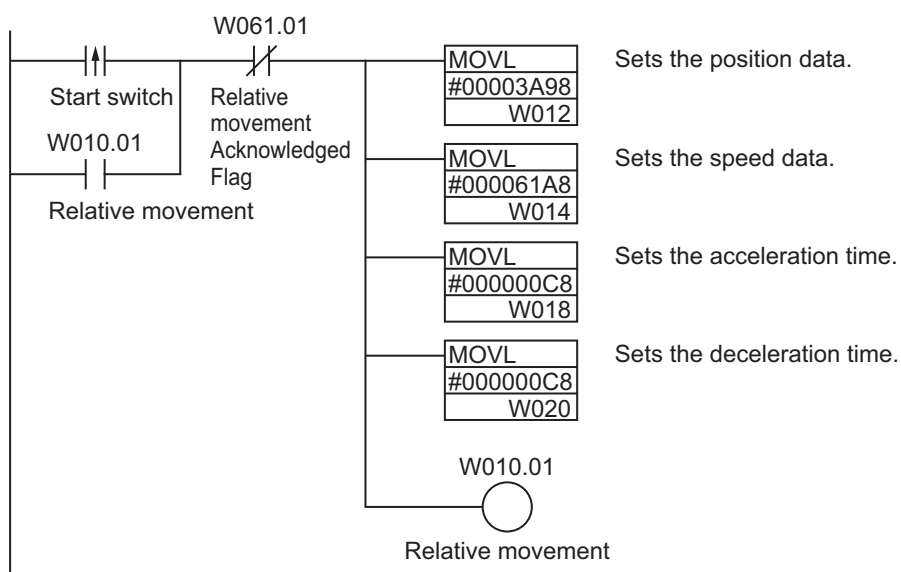 W061.01
MOVL
#00003A98
W012
Sets the position data.
Start switch
Relative
movement
Acknowledged
Flag
W010.01
Relative movement
MOVL
#000061A8
W014
Sets the speed data.
MOVL
#000000C8
W018
Sets the acceleration time.
MOVL
#000000C8
W020
Sets the deceleration time.
W010.01
Relative movement